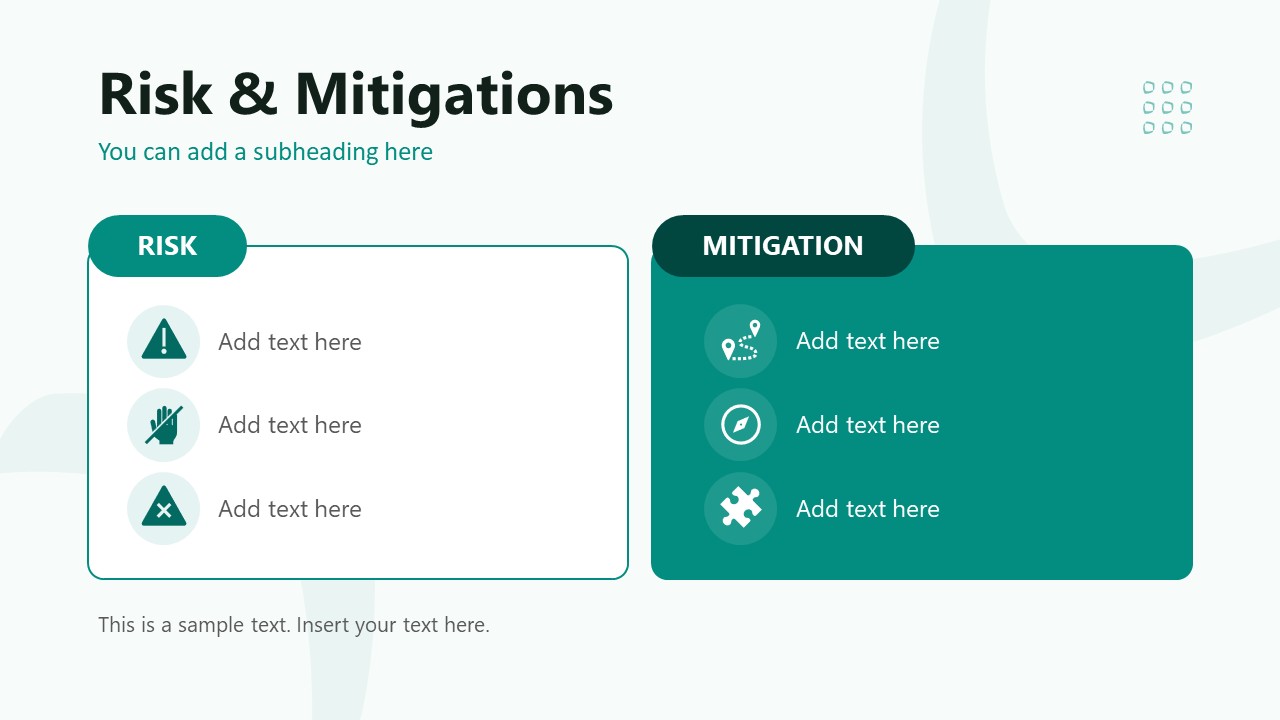 Risk & Mitigations
You can add a subheading here
RISK
Add text here
Add text here
Add text here
MITIGATION
Add text here
Add text here
Add text here
This is a sample text. Insert your text here.